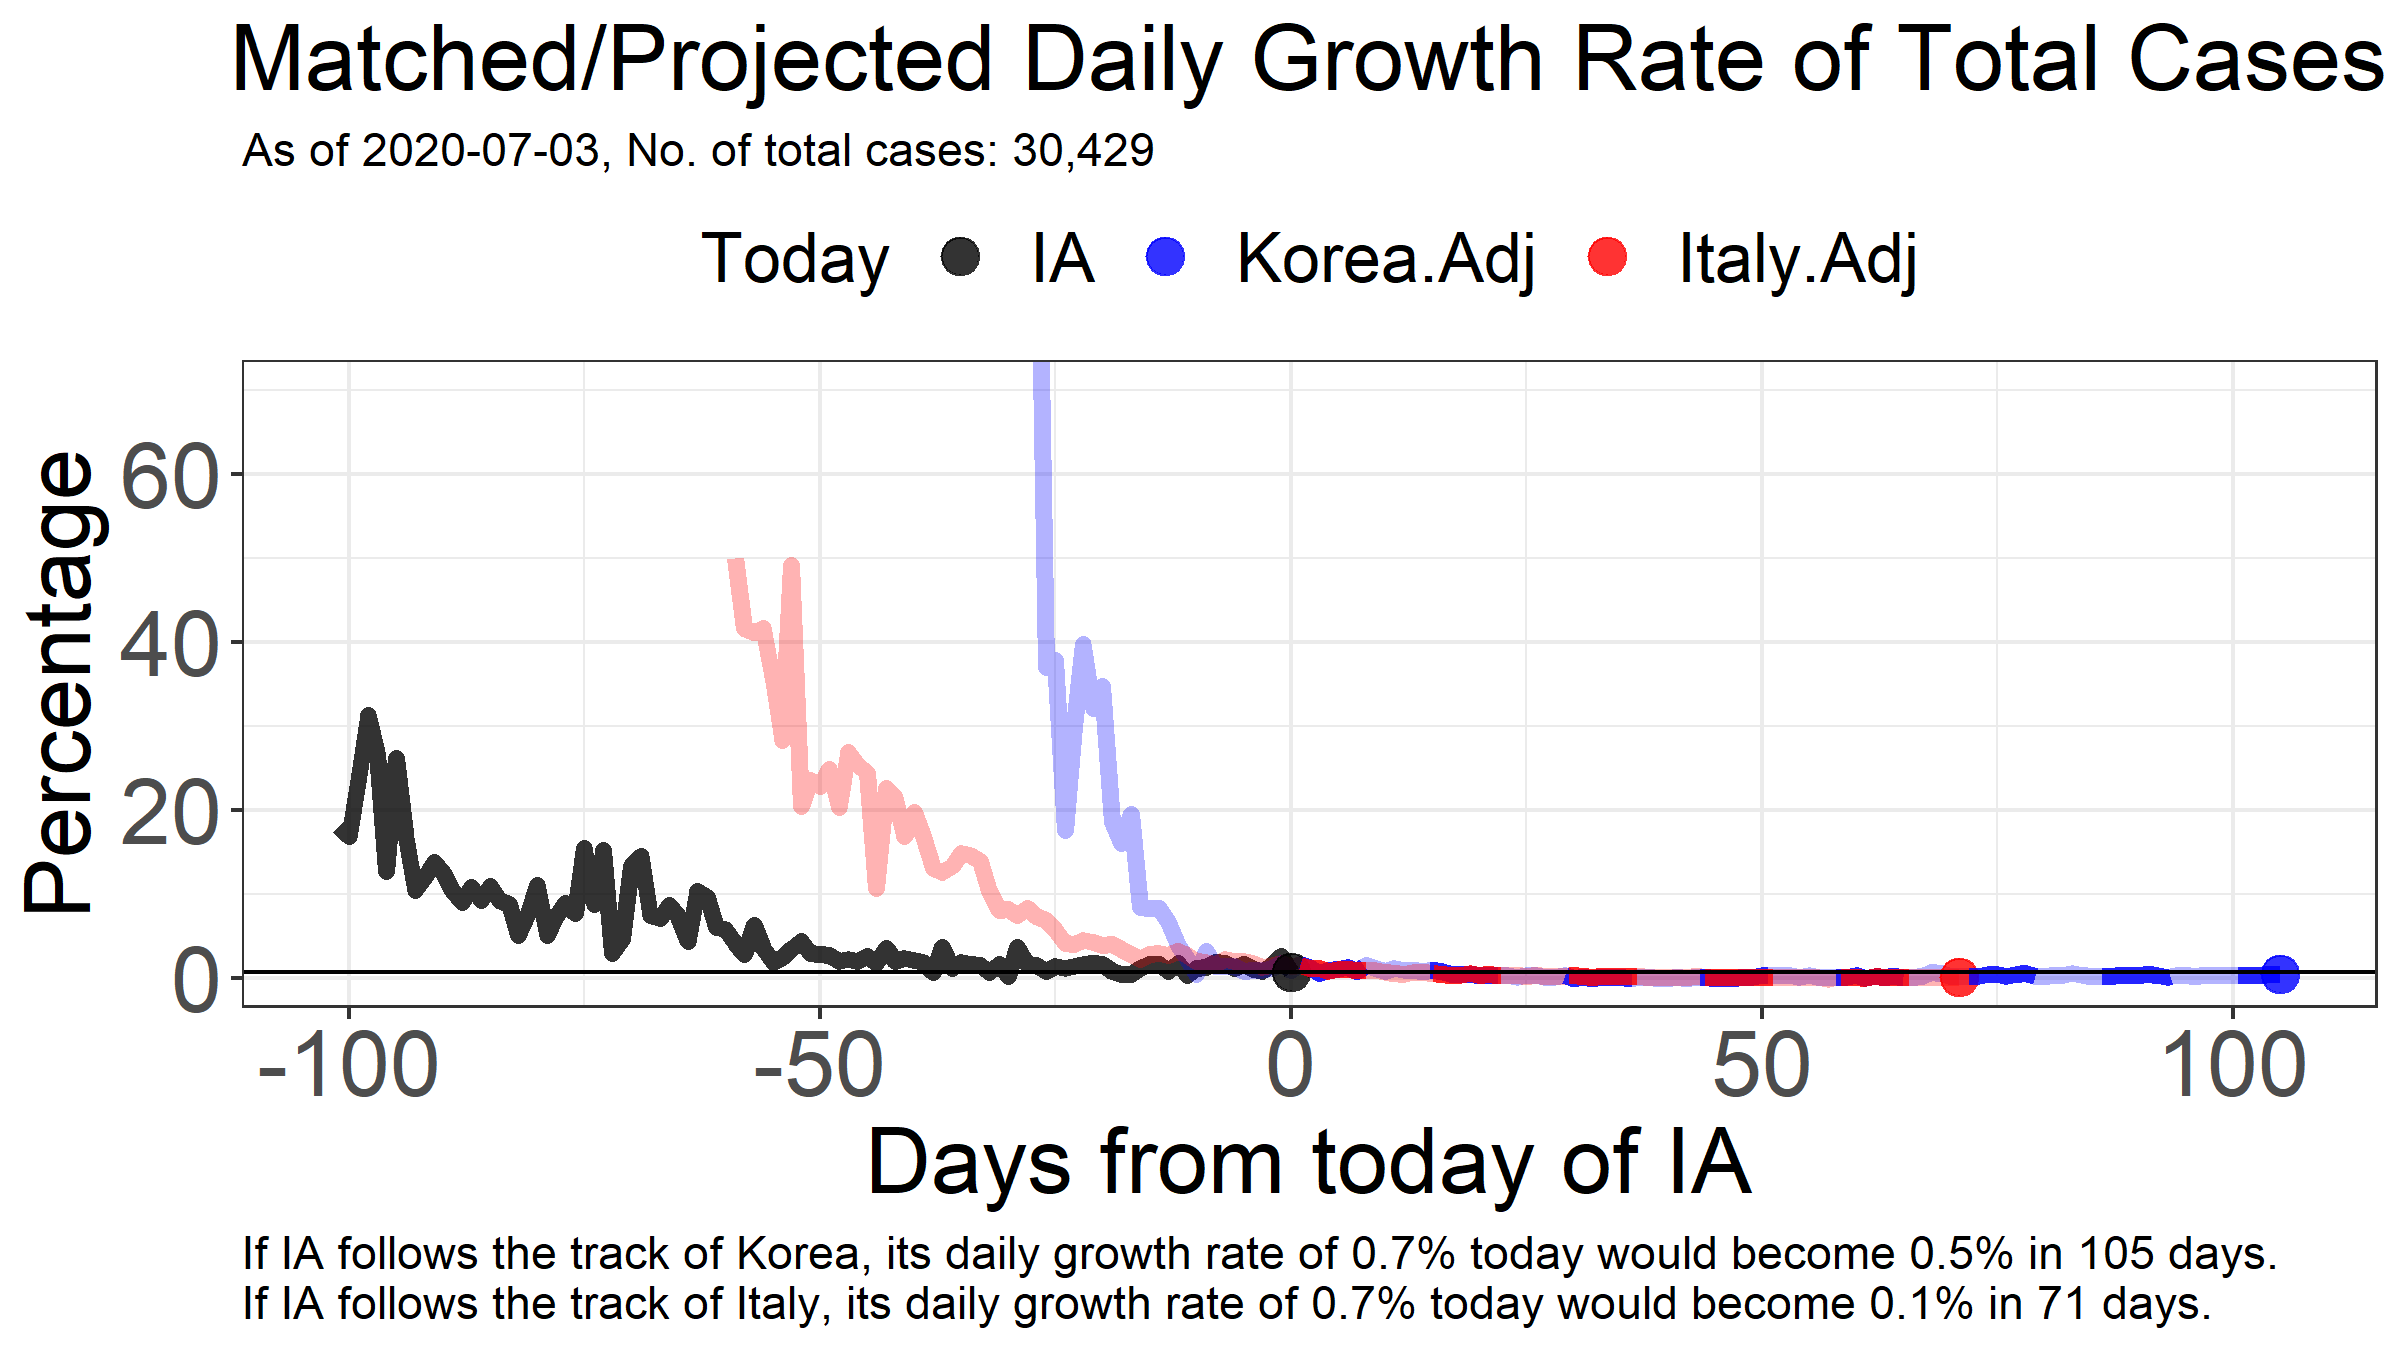 Matched/Projected Daily Growth Rate of Total Cases
As of 2020-07-03, No. of total cases: 30,429
Today IA Korea.Adj Italy.Adj
Percentage
60
40
20
0
-100 -50 0 50 100
Days from today of IA
If IA follows the track of Korea, its daily growth rate of 0.7% today would become 0.5% in 105 days.
If IA follows the track of Italy, its daily growth rate of 0.7% today would become 0.1% in 71 days.